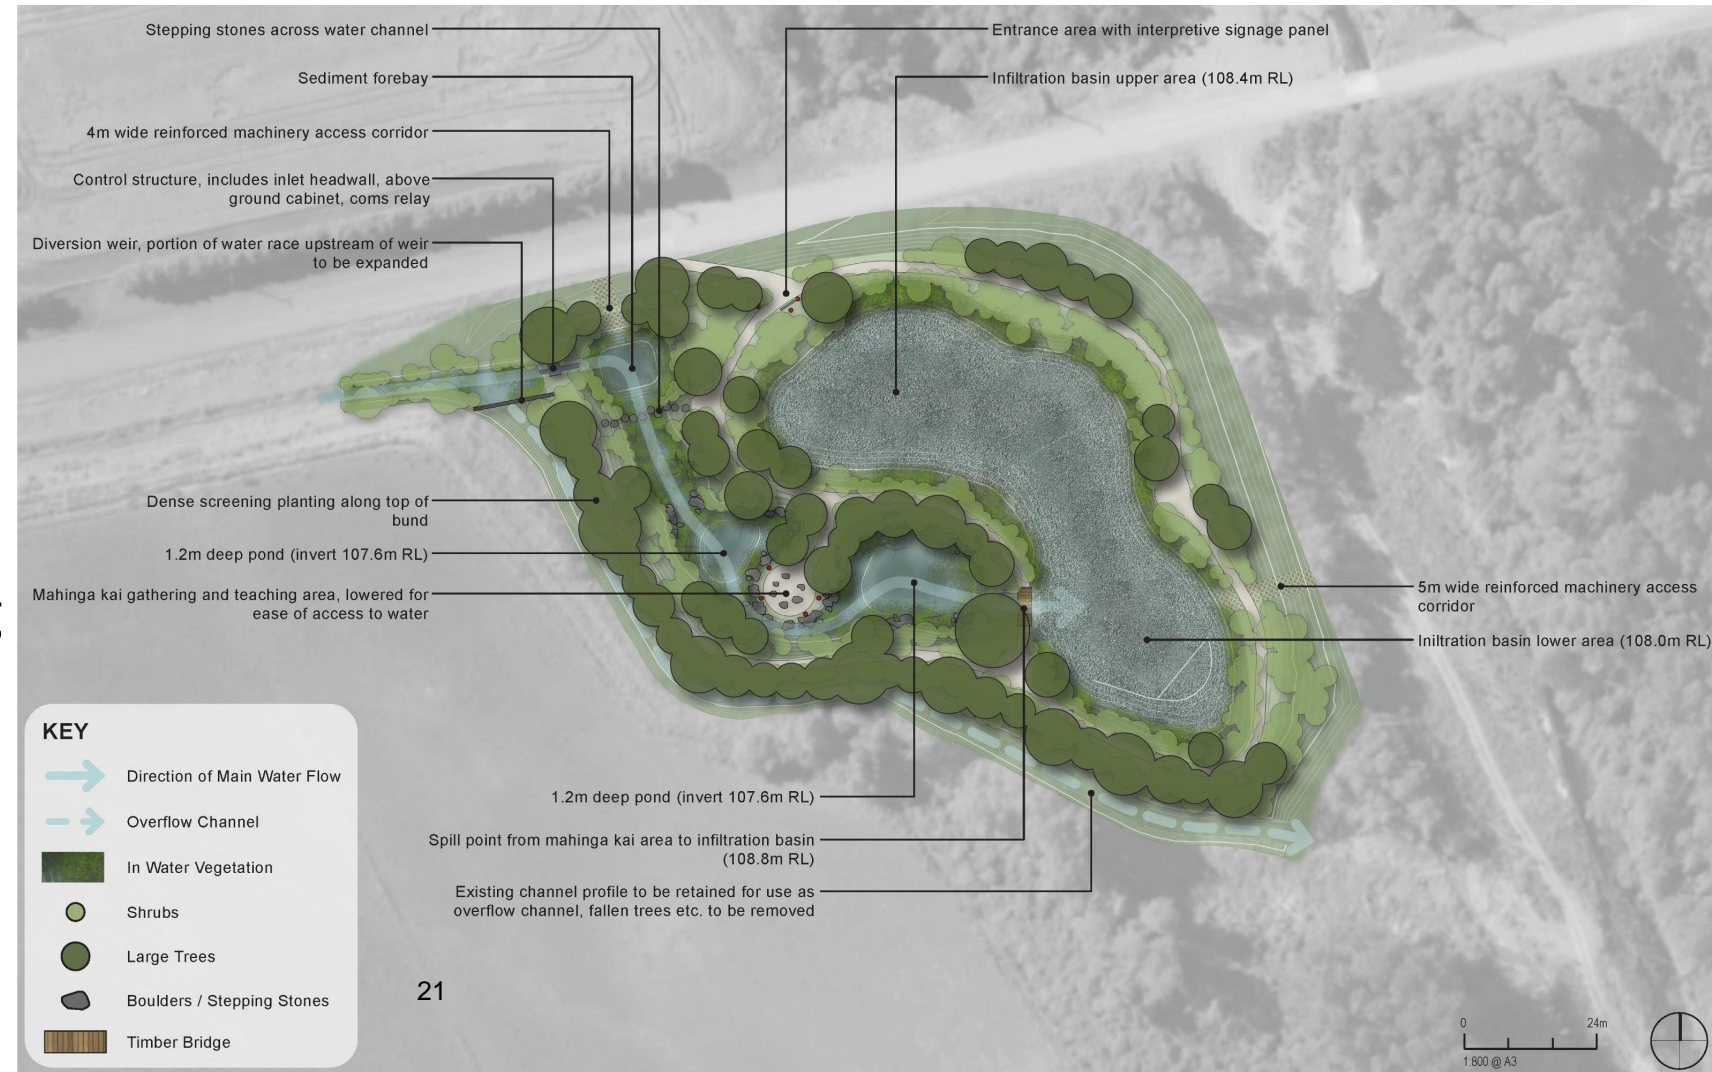 Stepping stones across water channel
Sediment forebay
4m wide reinforced machinery access corridor
Control structure, includes inlet headwall, above
ground cabinet, coms relay
Diversion weir, portion of water race upstream of weir
to be expanded
Entrance area with interpretive signage panel
Infiltration basin upper area (108.4m RL)
Dense screening planting along top of
bund
1.2m deep pond (invert 107.6m RL)
Mahinga kai gathering and teaching area, lowered for
ease of access to water
5m wide reinforced machinery access
corridor
Iniltration basin lower area (108.0m RL)
1.2m deep pond (invert 107.6m RL)
Spill point from mahinga kai area to infiltration basin
(108.8m RL)
Existing channel profile to be retained for use as
overflow channel, fallen trees etc. to be removed
KEY
Direction of Main Water Flow
Overflow Channel
In Water Vegetation
Shrubs
Large Trees
Boulders / Stepping Stones
Timber Bridge
21
0 24m
1:800 @ A3